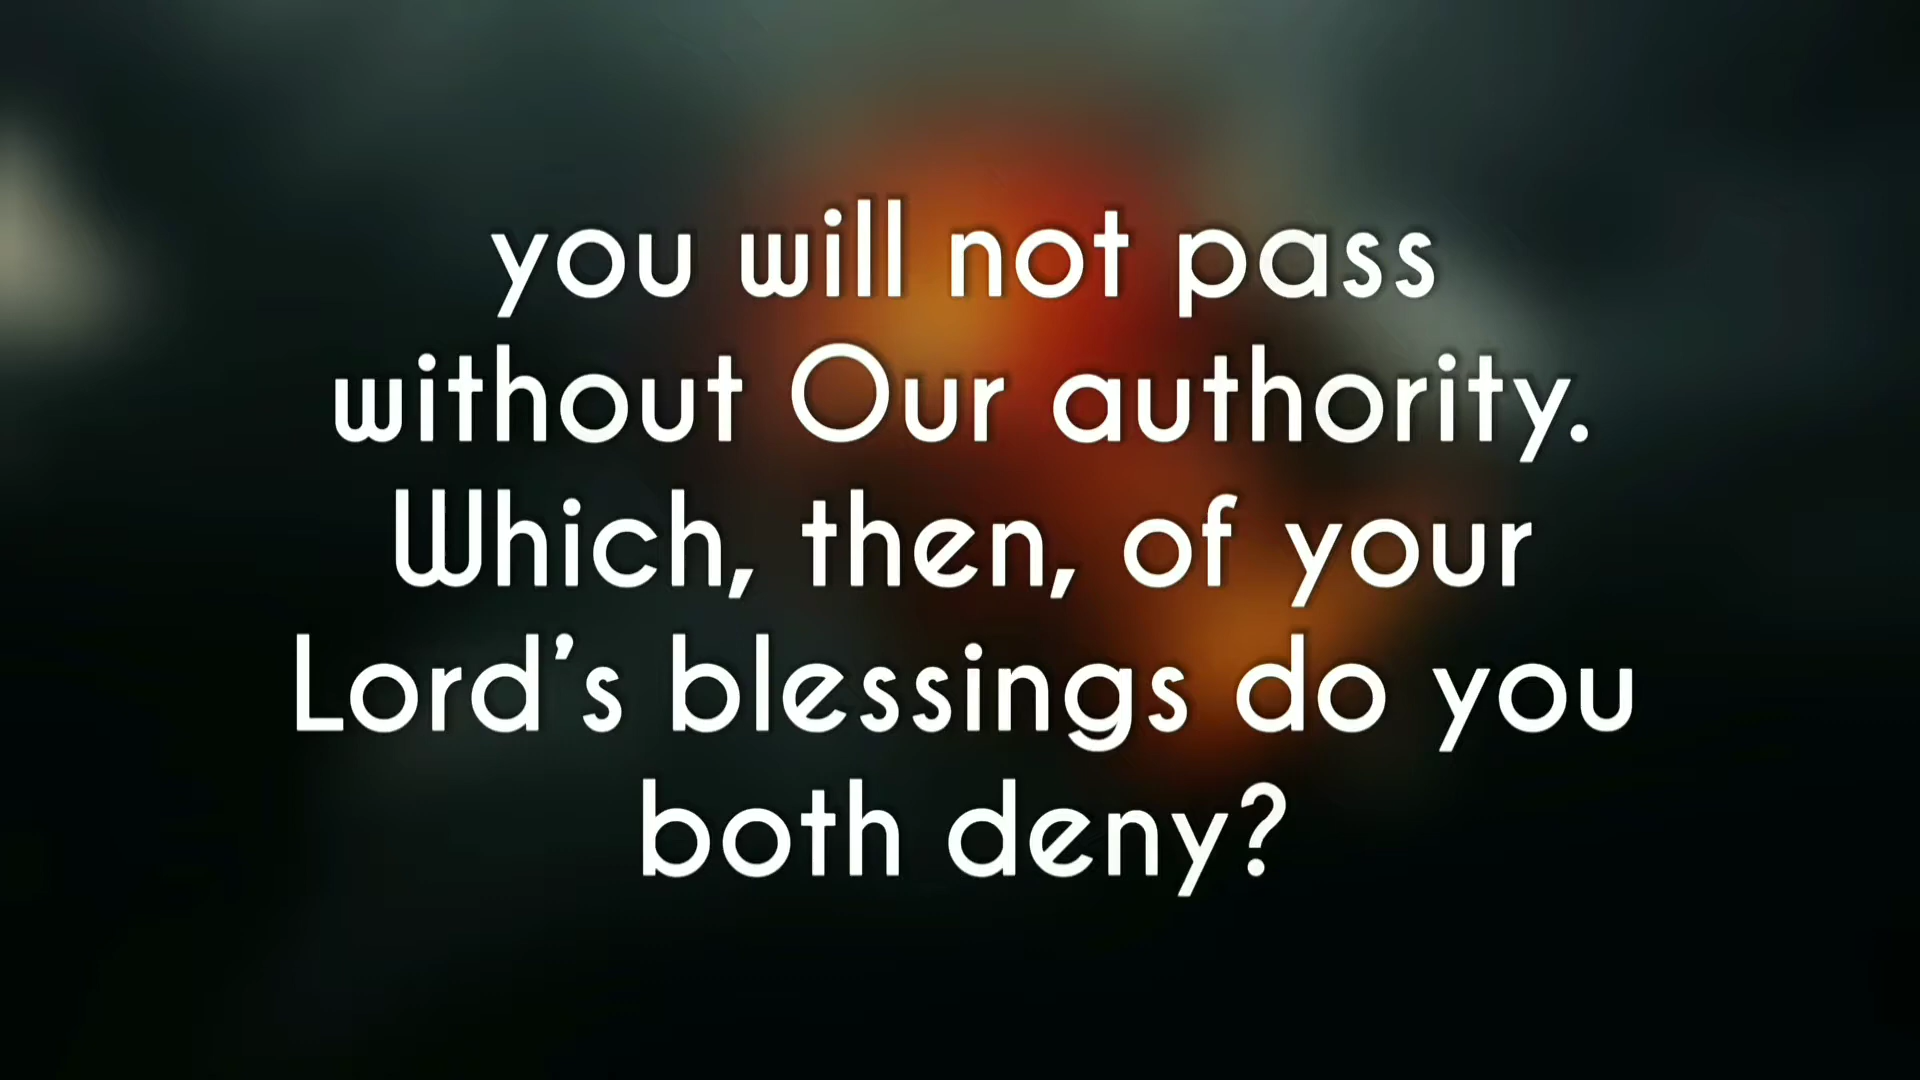 you will not pass
without Our authority.
Which, then, of your
Lord’s blessings do you
both deny?